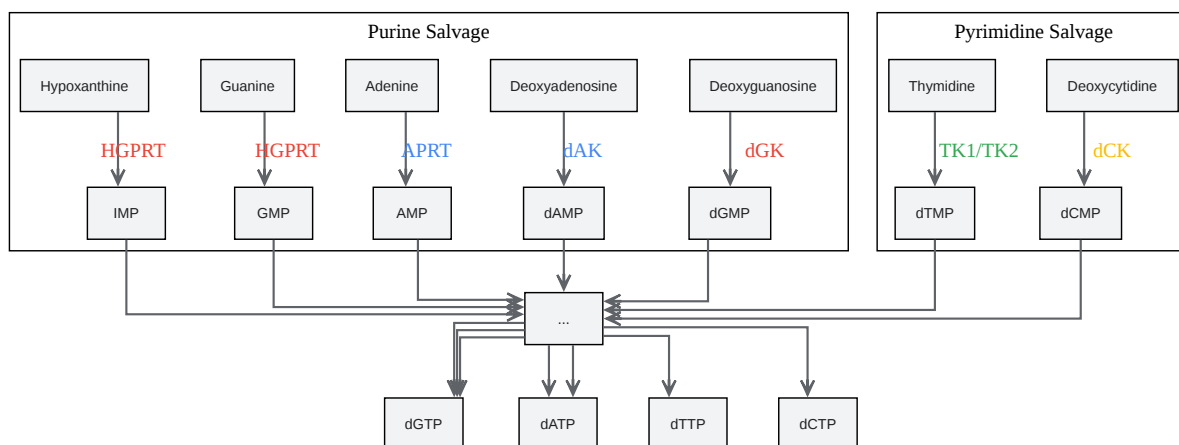 Purine Salvage
Pyrimidine Salvage
Hypoxanthine
Guanine
Adenine
Deoxyadenosine
Deoxyguanosine
Thymidine
Deoxycytidine
HGPRT
HGPRT
APRT
dAK
dGK
TK1/TK2
dCK
IMP
GMP
AMP
dAMP
dGMP
dTMP
dCMP
...
dGTP
dATP
dTTP
dCTP